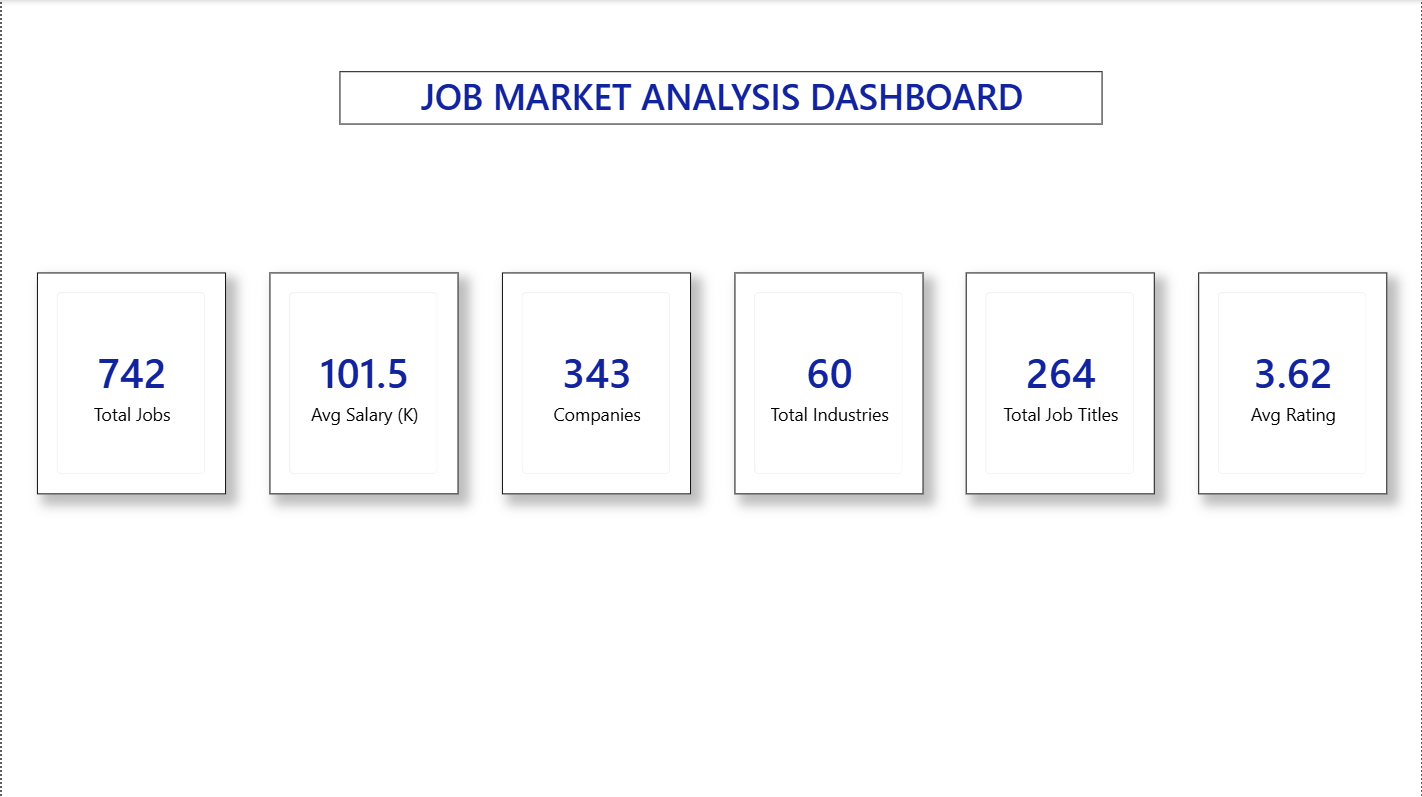 JOB MARKET ANALYSIS DASHBOARD
742
Total Jobs
101.5
Avg Salary (K)
343
Companies
60
Total Industries
264
Total Job Titles
3.62
Avg Rating